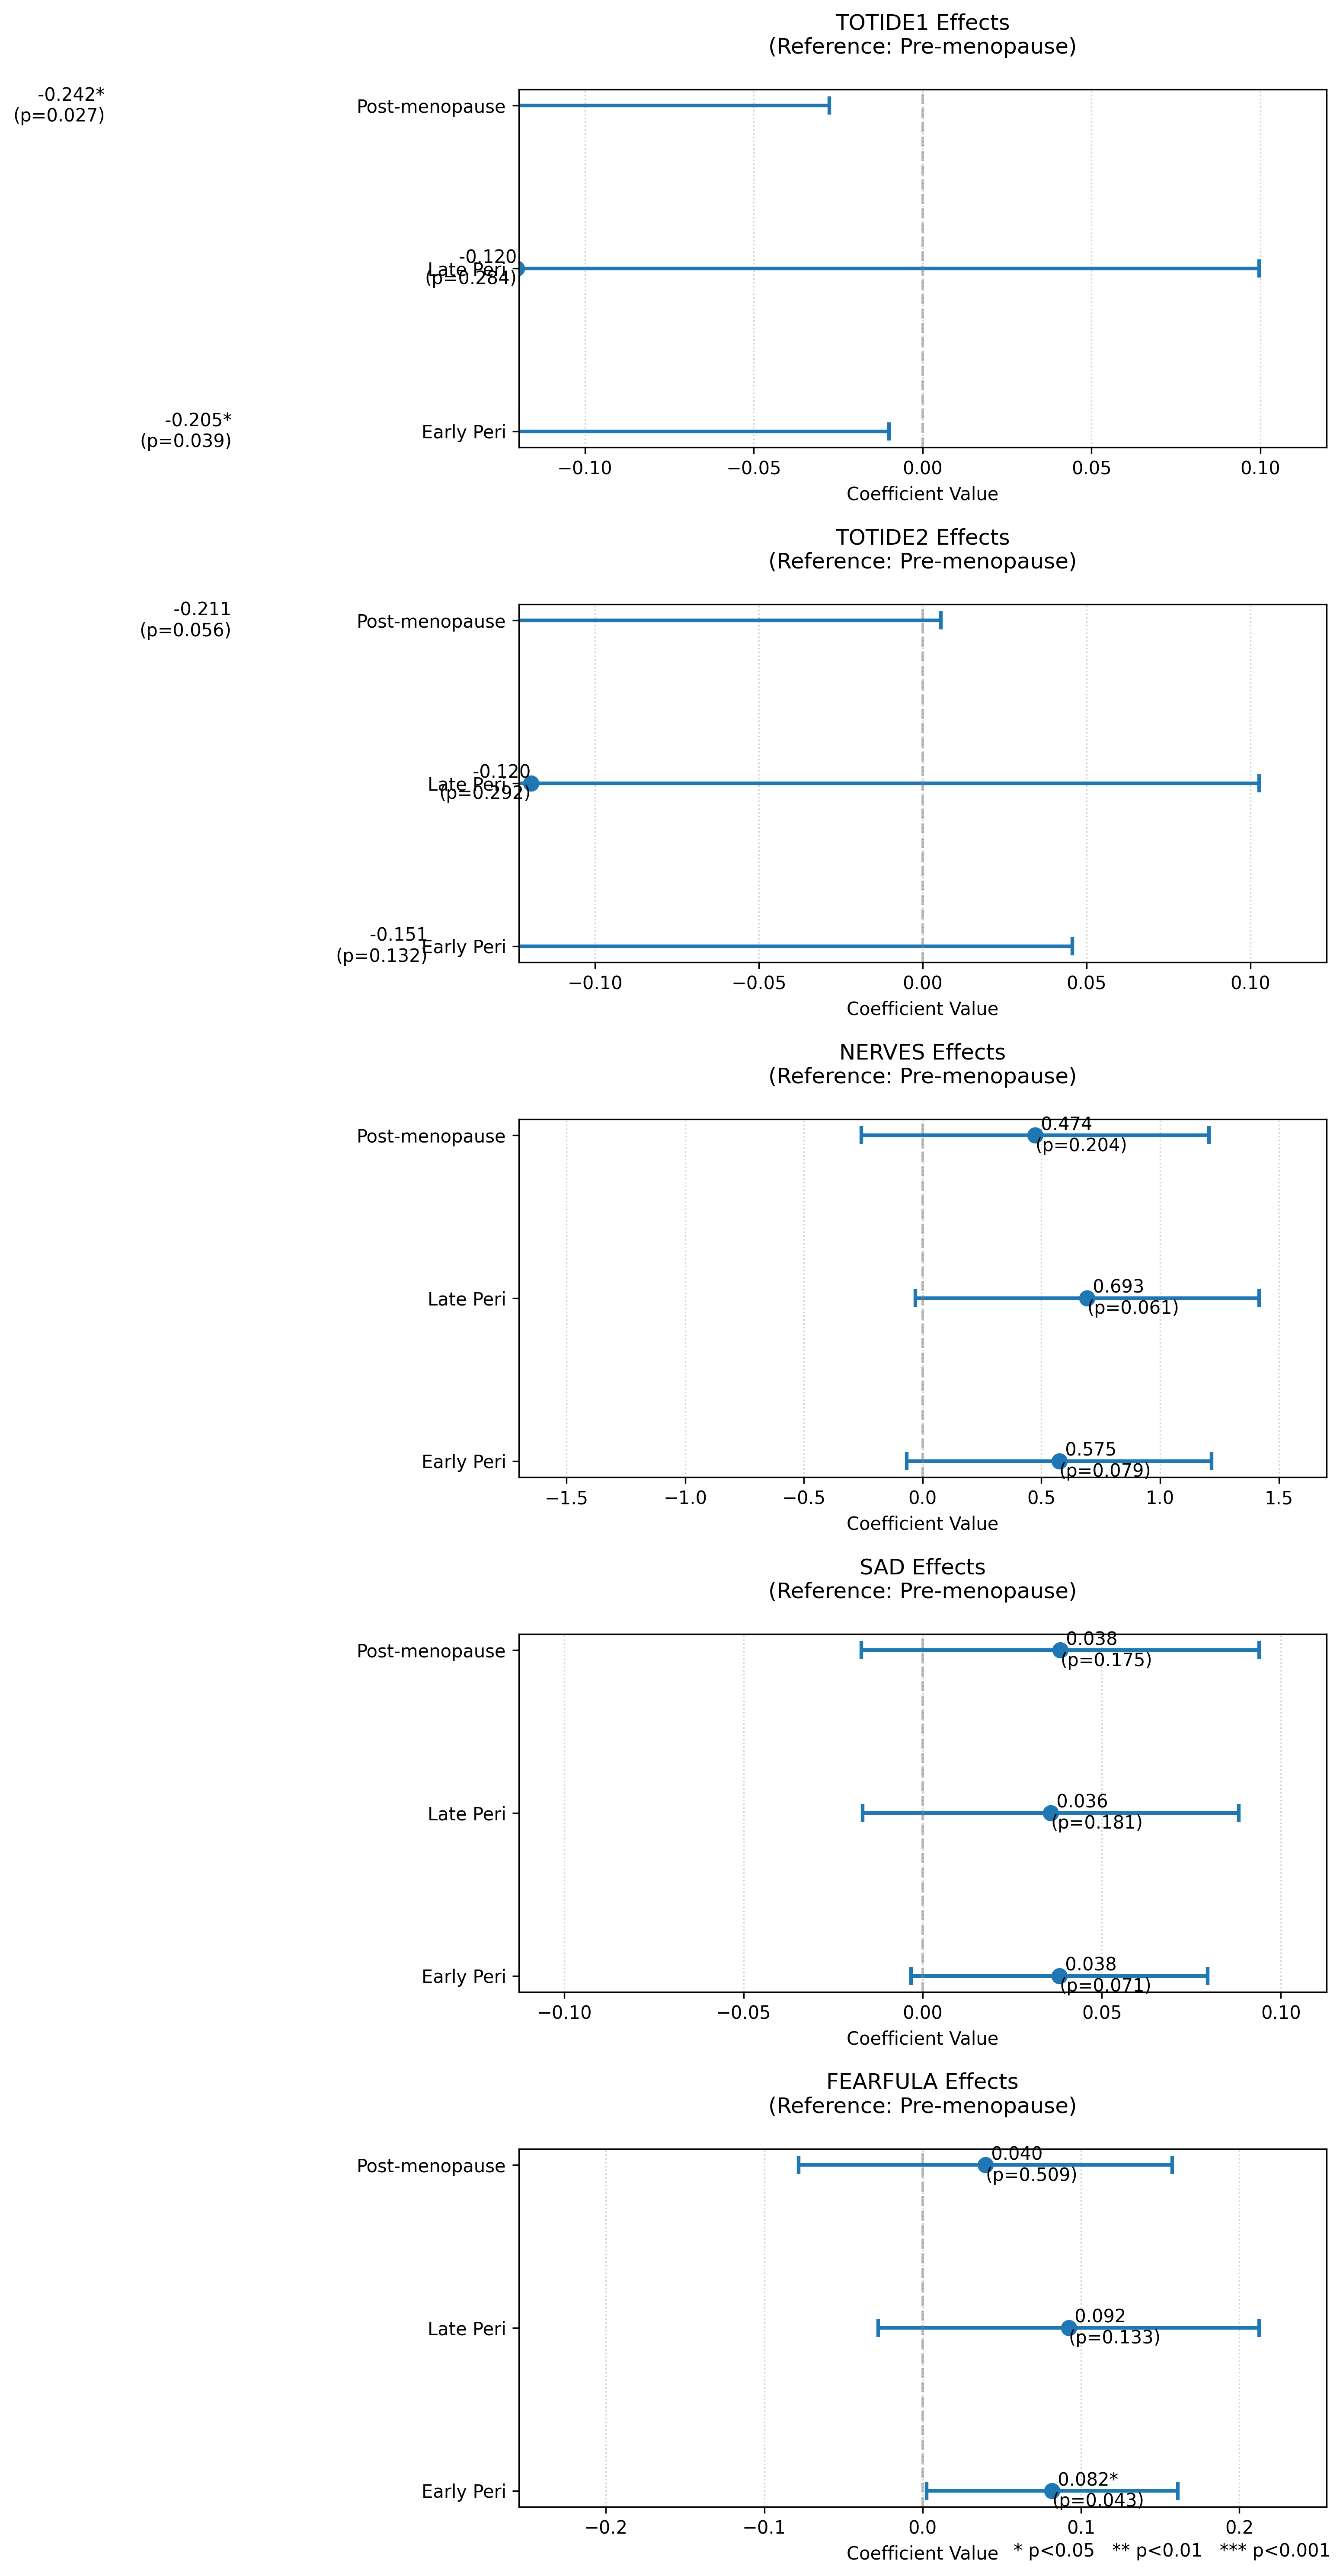 TOTIDE1 Effects
(Reference: Pre-menopause)
-0.242*
(p=0.027)
Post-menopause
-0.120
(p=0.284)
Late Peri
-0.205*
(p=0.039)
Early Peri
−0.10 −0.05 0.00 0.05 0.10
Coefficient Value
TOTIDE2 Effects
(Reference: Pre-menopause)
-0.211
(p=0.056)
Post-menopause
-0.120
(p=0.292)
Late Peri
-0.151
(p=0.132)
Early Peri
−0.10 −0.05 0.00 0.05 0.10
Coefficient Value
NERVES Effects
(Reference: Pre-menopause)
Post-menopause
0.474
(p=0.204)
Late Peri
0.693
(p=0.061)
Early Peri
0.575
(p=0.079)
−1.5 −1.0 −0.5 0.0 0.5 1.0 1.5
Coefficient Value
SAD Effects
(Reference: Pre-menopause)
Post-menopause
0.038
(p=0.175)
Late Peri
0.036
(p=0.181)
Early Peri
0.038
(p=0.071)
−0.10 −0.05 0.00 0.05 0.10
Coefficient Value
FEARFULA Effects
(Reference: Pre-menopause)
Post-menopause
0.040
(p=0.509)
Late Peri
0.092
(p=0.133)
Early Peri
0.082*
(p=0.043)
−0.2 −0.1 0.0 0.1 0.2
Coefficient Value
* p<0.05 ** p<0.01 *** p<0.001